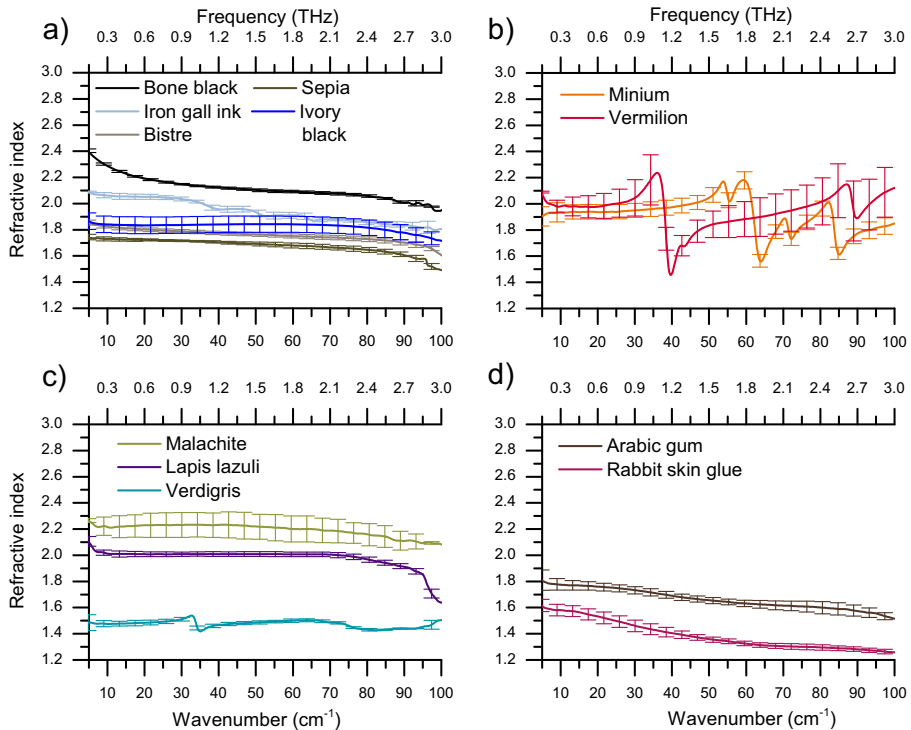 a)
Frequency (THz)
0.3 0.6 0.9 1.2 1.5 1.8 2.1 2.4 2.7 3.0
Refractive index
3.0
2.8
2.6
2.4
2.2
2.0
1.8
1.6
1.4
1.2
Bone black
Sepia
Iron gall ink
Ivory
Bistre
black
10 20 30 40 50 60 70 80 90 100
b)
Frequency (THz)
0.3 0.6 0.9 1.2 1.5 1.8 2.1 2.4 2.7 3.0
3.0
2.8
2.6
2.4
2.2
2.0
1.8
1.6
1.4
1.2
Minium
Vermilion
10 20 30 40 50 60 70 80 90 100
c)
0.3 0.6 0.9 1.2 1.5 1.8 2.1 2.4 2.7 3.0
Refractive index
3.0
2.8
2.6
2.4
2.2
2.0
1.8
1.6
1.4
1.2
Malachite
Lapis lazuli
Verdigris
10 20 30 40 50 60 70 80 90 100
Wavenumber (cm⁻¹)
d)
0.3 0.6 0.9 1.2 1.5 1.8 2.1 2.4 2.7 3.0
3.0
2.8
2.6
2.4
2.2
2.0
1.8
1.6
1.4
1.2
Arabic gum
Rabbit skin glue
10 20 30 40 50 60 70 80 90 100
Wavenumber (cm⁻¹)